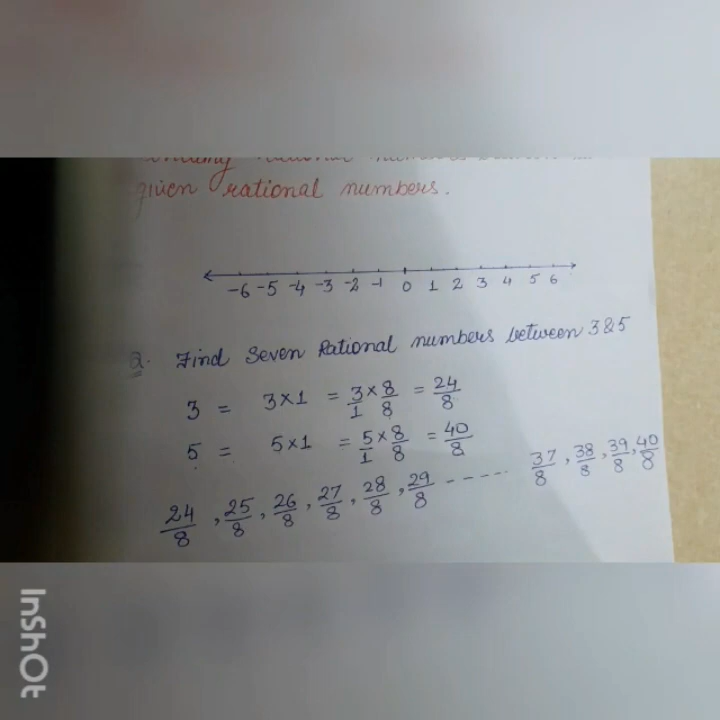 given rational numbers.
-6 -5 -4 -3 -2 -1 0 1 2 3 4 5 6
Q. Find Seven Rational numbers between 3 & 5
3 = 3×1 = 3/1 × 8/8 = 24/8
5 = 5×1 = 5/1 × 8/8 = 40/8
24/8, 25/8, 26/8, 27/8, 28/8, 29/8 ----- 37/8, 38/8, 39/8, 40/8
InShOt